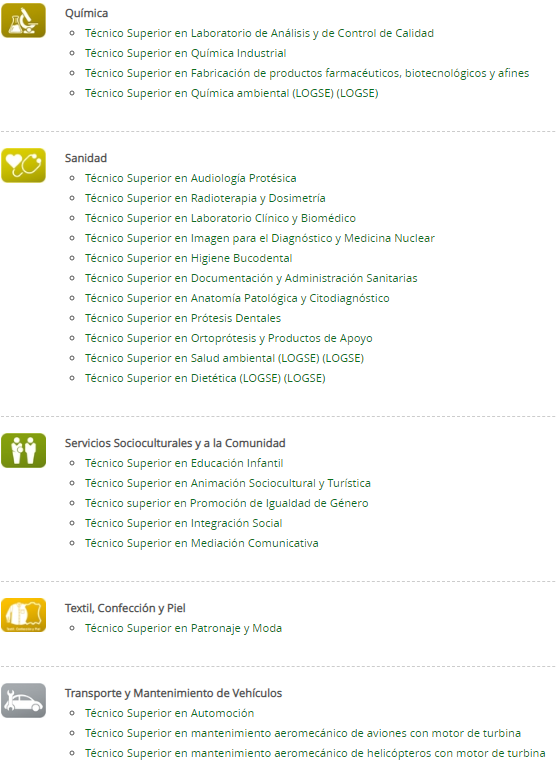 Química
Técnico Superior en Laboratorio de Análisis y de Control de Calidad
Técnico Superior en Química Industrial
Técnico Superior en Fabricación de productos farmacéuticos, biotecnológicos y afines
Técnico Superior en Química ambiental (LOGSE) (LOGSE)
Sanidad
Técnico Superior en Audiología Protésica
Técnico Superior en Radioterapia y Dosimetría
Técnico Superior en Laboratorio Clínico y Biomédico
Técnico Superior en Imagen para el Diagnóstico y Medicina Nuclear
Técnico Superior en Higiene Bucodental
Técnico Superior en Documentación y Administración Sanitarias
Técnico Superior en Anatomía Patológica y Citodiagnóstico
Técnico Superior en Prótesis Dentales
Técnico Superior en Ortoprótesis y Productos de Apoyo
Técnico Superior en Salud ambiental (LOGSE) (LOGSE)
Técnico Superior en Dietética (LOGSE) (LOGSE)
Servicios Socioculturales y a la Comunidad
Técnico Superior en Educación Infantil
Técnico Superior en Animación Sociocultural y Turística
Técnico superior en Promoción de Igualdad de Género
Técnico Superior en Integración Social
Técnico Superior en Mediación Comunicativa
Textil, Confección y Piel
Técnico Superior en Patronaje y Moda
Transporte y Mantenimiento de Vehículos
Técnico Superior en Automoción
Técnico Superior en mantenimiento aeromecánico de aviones con motor de turbina
Técnico Superior en mantenimiento aeromecánico de helicópteros con motor de turbina